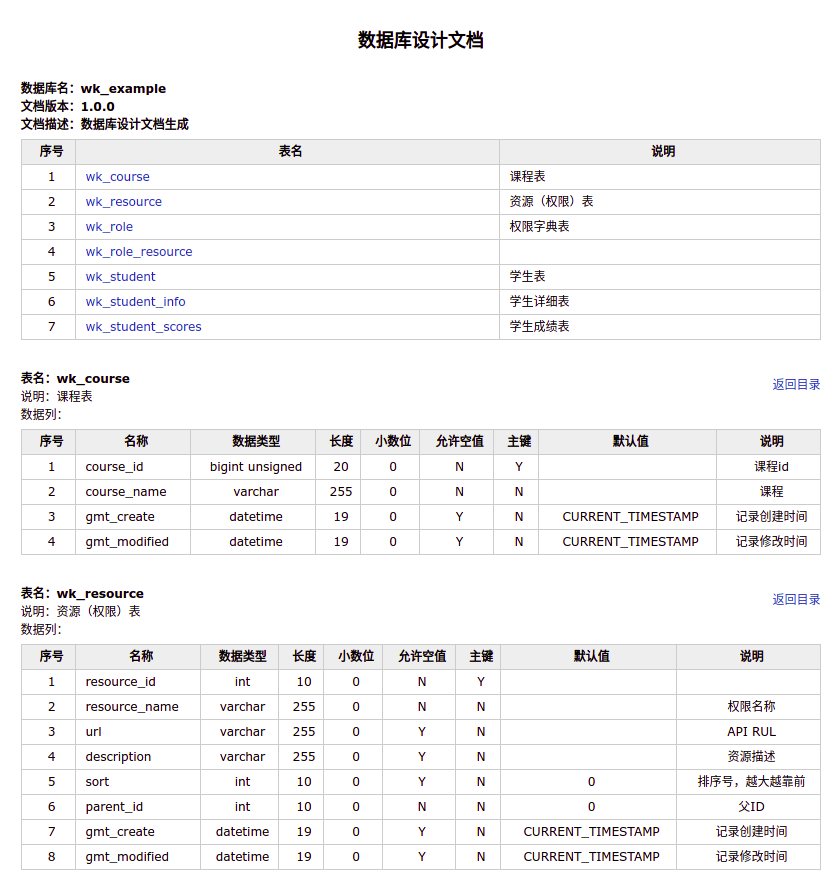 数据库设计文档
数据库名：wk_example
文档版本：1.0.0
文档描述：数据库设计文档生成
序号 表名 说明
1 wk_course 课程表
2 wk_resource 资源（权限）表
3 wk_role 权限字典表
4 wk_role_resource
5 wk_student 学生表
6 wk_student_info 学生详细表
7 wk_student_scores 学生成绩表
表名：wk_course
返回目录
说明：课程表
数据列：
序号 名称 数据类型 长度 小数位 允许空值 主键 默认值 说明
1 course_id bigint unsigned 20 0 N Y 课程id
2 course_name varchar 255 0 N N 课程
3 gmt_create datetime 19 0 Y N CURRENT_TIMESTAMP 记录创建时间
4 gmt_modified datetime 19 0 Y N CURRENT_TIMESTAMP 记录修改时间
表名：wk_resource
返回目录
说明：资源（权限）表
数据列：
序号 名称 数据类型 长度 小数位 允许空值 主键 默认值 说明
1 resource_id int 10 0 N Y
2 resource_name varchar 255 0 N N 权限名称
3 url varchar 255 0 Y N API RUL
4 description varchar 255 0 Y N 资源描述
5 sort int 10 0 Y N 0 排序号，越大越靠前
6 parent_id int 10 0 N N 0 父ID
7 gmt_create datetime 19 0 Y N CURRENT_TIMESTAMP 记录创建时间
8 gmt_modified datetime 19 0 Y N CURRENT_TIMESTAMP 记录修改时间